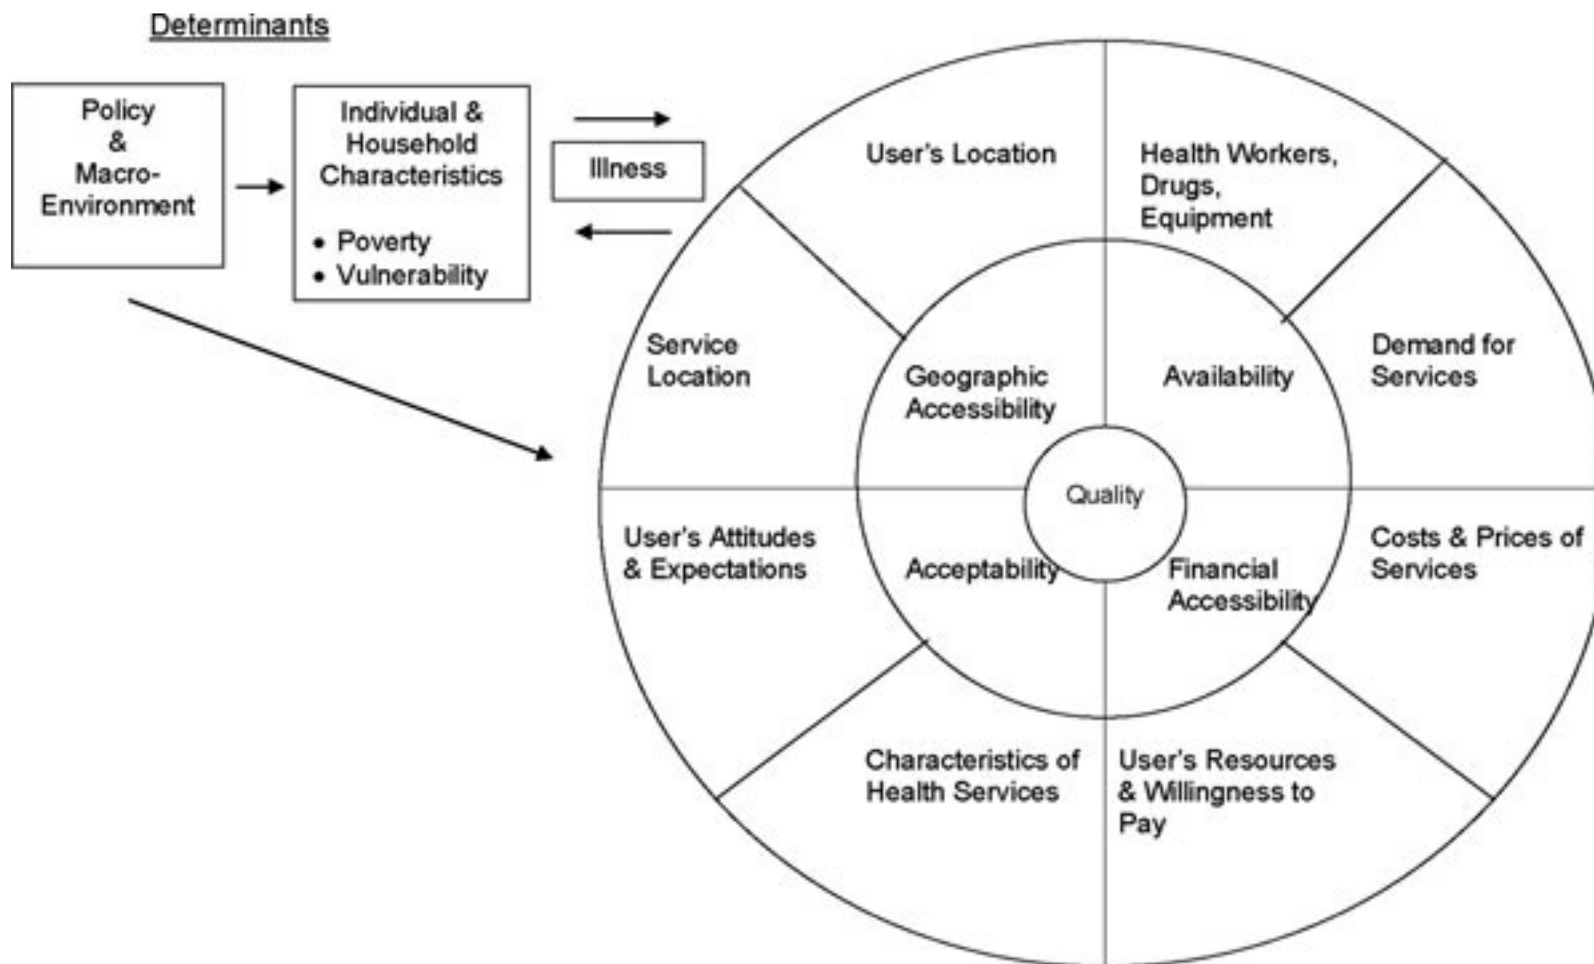 Determinants
Policy
&
Macro-
Environment
Individual &
Household
Characteristics
• Poverty
• Vulnerability
Illness
User's Location
Health Workers,
Drugs,
Equipment
Service
Location
Geographic
Accessibility
Availability
Demand for
Services
Quality
User's Attitudes
& Expectations
Acceptability
Financial
Accessibility
Costs & Prices of
Services
Characteristics of
Health Services
User's Resources
& Willingness to
Pay